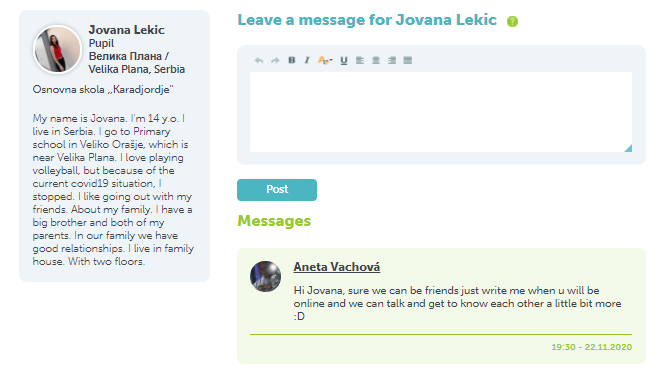 Jovana Lekic
Pupil
Велика Плана /
Velika Plana, Serbia
Osnovna skola ,,Karadjordje''
My name is Jovana. I'm 14 y.o. I
live in Serbia. I go to Primary
school in Veliko Orašje, which is
near Velika Plana. I love playing
volleyball, but because of the
current covid19 situation, I
stopped. I like going out with my
friends. About my family. I have a
big brother and both of my
parents. In our family we have
good relationships. I live in family
house. With two floors.
Leave a message for Jovana Lekic ?
B I A U
Post
Messages
Aneta Vachová
Hi Jovana, sure we can be friends just write me when u will be
online and we can talk and get to know each other a little bit more
:D
19:30 - 22.11.2020